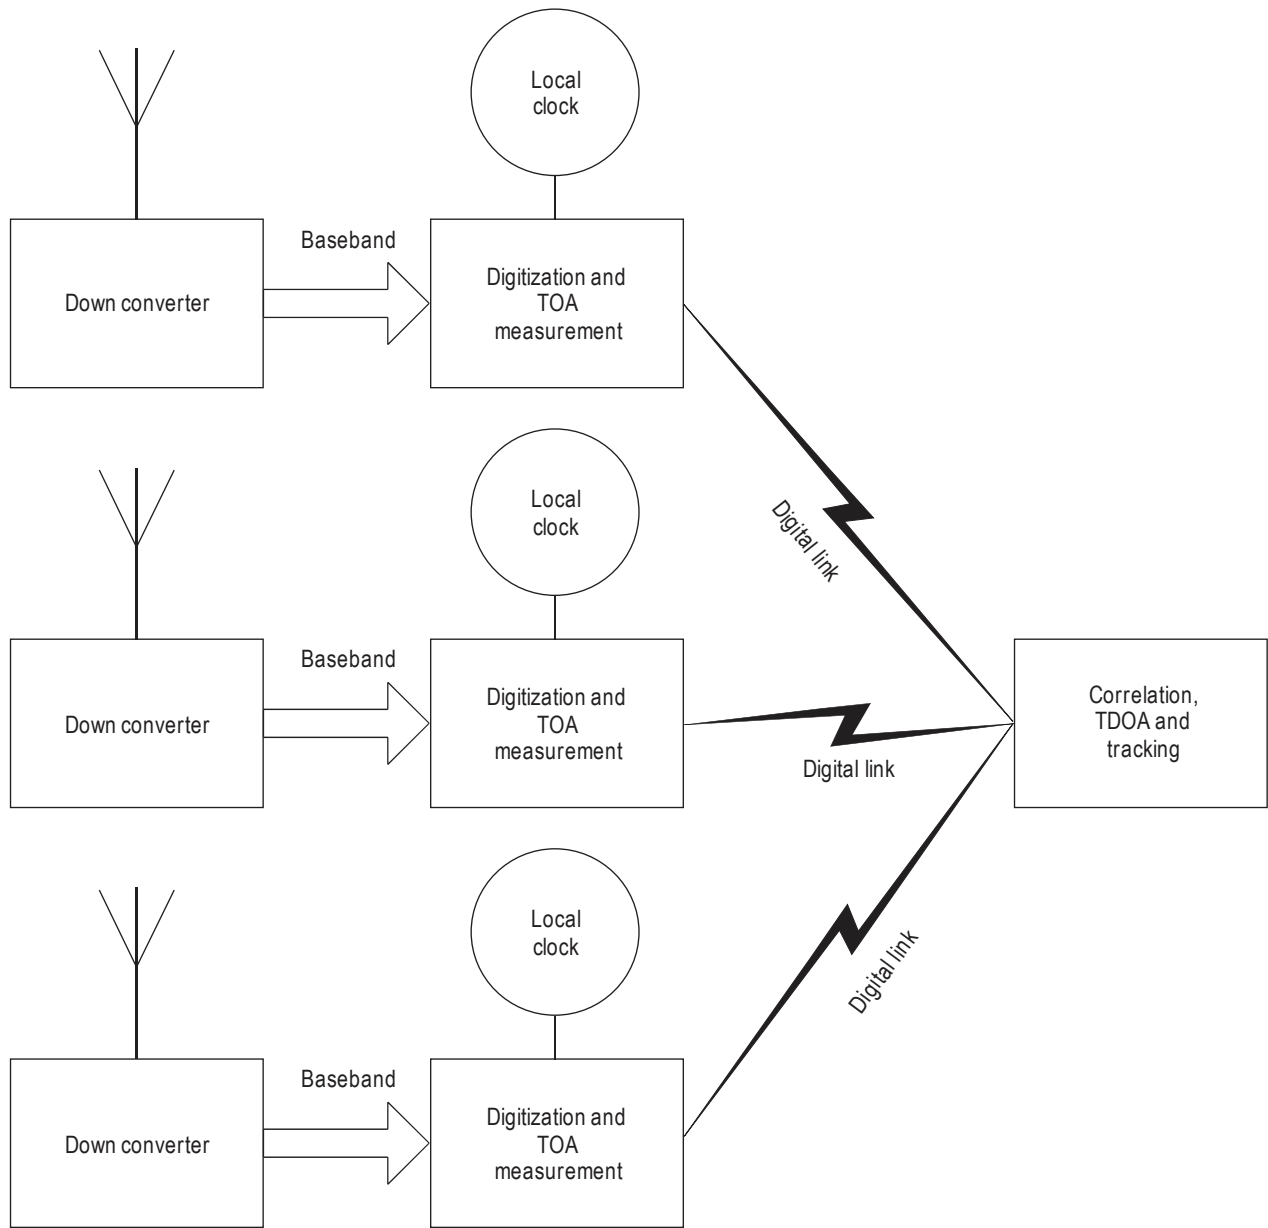 Local
clock
Baseband
Down converter
Digitization and
TOA
measurement
Digital link
Local
clock
Baseband
Down converter
Digitization and
TOA
measurement
Digital link
Correlation,
TDOA and
tracking
Local
clock
Baseband
Down converter
Digitization and
TOA
measurement
Digital link